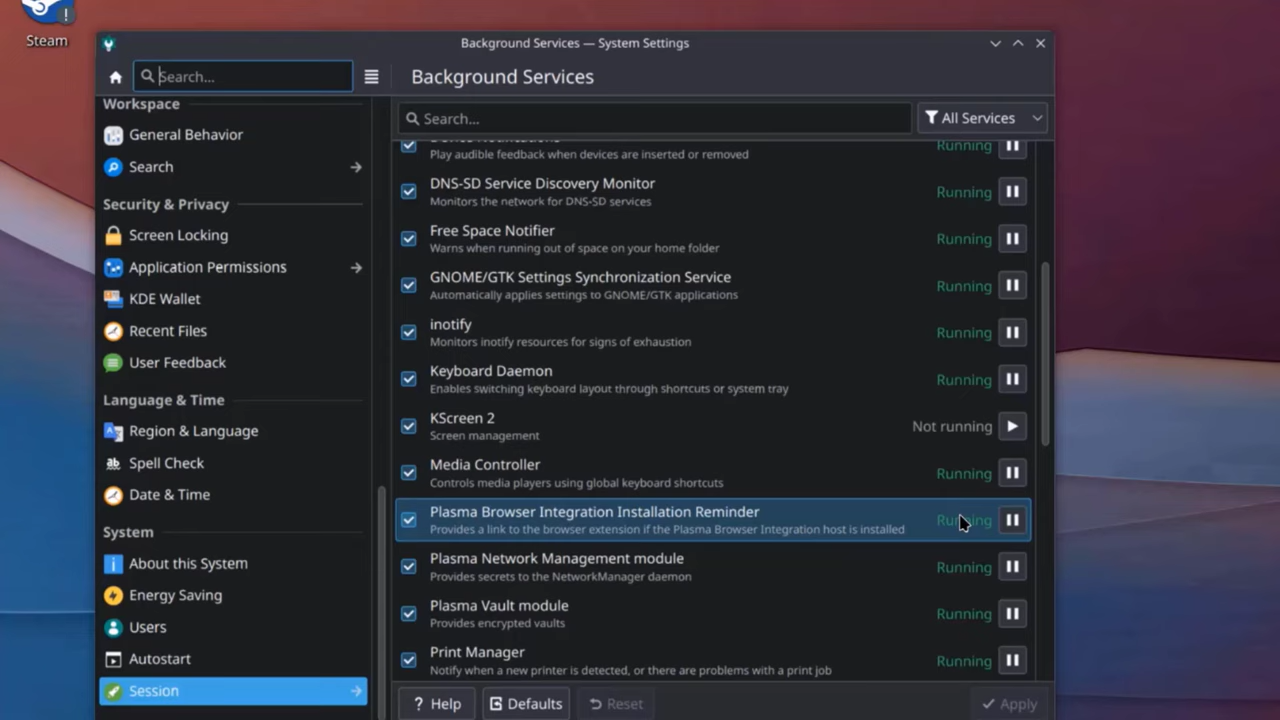 Steam
Background Services — System Settings
Search...
Background Services
Workspace
General Behavior
Search
Security & Privacy
Screen Locking
Application Permissions
KDE Wallet
Recent Files
User Feedback
Language & Time
Region & Language
Spell Check
Date & Time
System
About this System
Energy Saving
Users
Autostart
Session
Search...
All Services
Running
Play audible feedback when devices are inserted or removed
DNS-SD Service Discovery Monitor
Running
Monitors the network for DNS-SD services
Free Space Notifier
Running
Warns when running out of space on your home folder
GNOME/GTK Settings Synchronization Service
Running
Automatically applies settings to GNOME/GTK applications
inotify
Running
Monitors inotify resources for signs of exhaustion
Keyboard Daemon
Running
Enables switching keyboard layout through shortcuts or system tray
KScreen 2
Not running
Screen management
Media Controller
Running
Controls media players using global keyboard shortcuts
Plasma Browser Integration Installation Reminder
Running
Provides a link to the browser extension if the Plasma Browser Integration host is installed
Plasma Network Management module
Running
Provides secrets to the NetworkManager daemon
Plasma Vault module
Running
Provides encrypted vaults
Print Manager
Running
Notify when a new printer is detected, or there are problems with a print job
? Help
Defaults
Reset
Apply